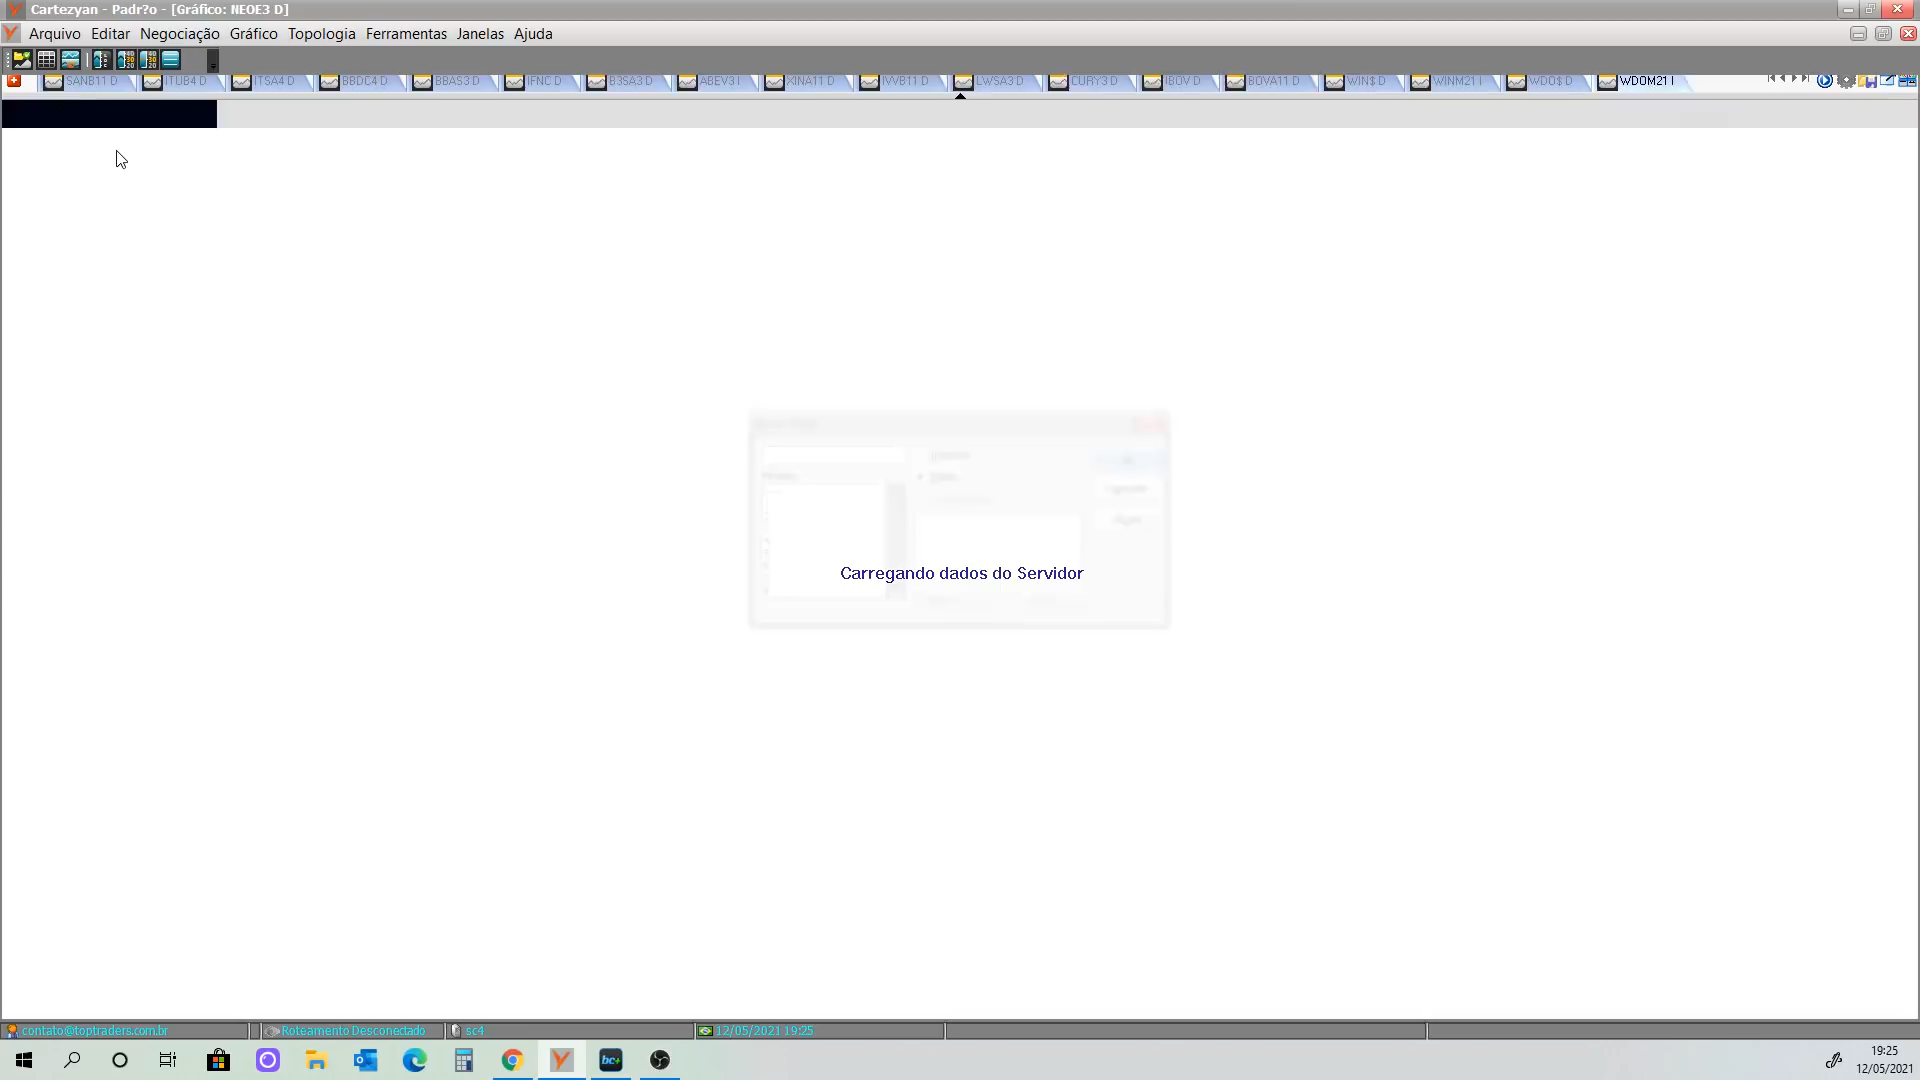 Cartezyan - Padr?o - [Gráfico: NEOE3 D]
Arquivo Editar Negociação Gráfico Topologia Ferramentas Janelas Ajuda
SANB11 D ITUB4 D ITSA4 D BBDC4 D BBAS3 D IFNC D B3SA3 D ABEV3 I XINA11 D IVVB11 D LWSA3 D CURY3 D IBOV D BOVA11 D WIN$ D WINM21 I WDO$ D WDOM21 I
Carregando dados do Servidor
contato@toptraders.com.br Roteamento Desconectado sc4 12/05/2021 19:25
bc+
19:25
12/05/2021